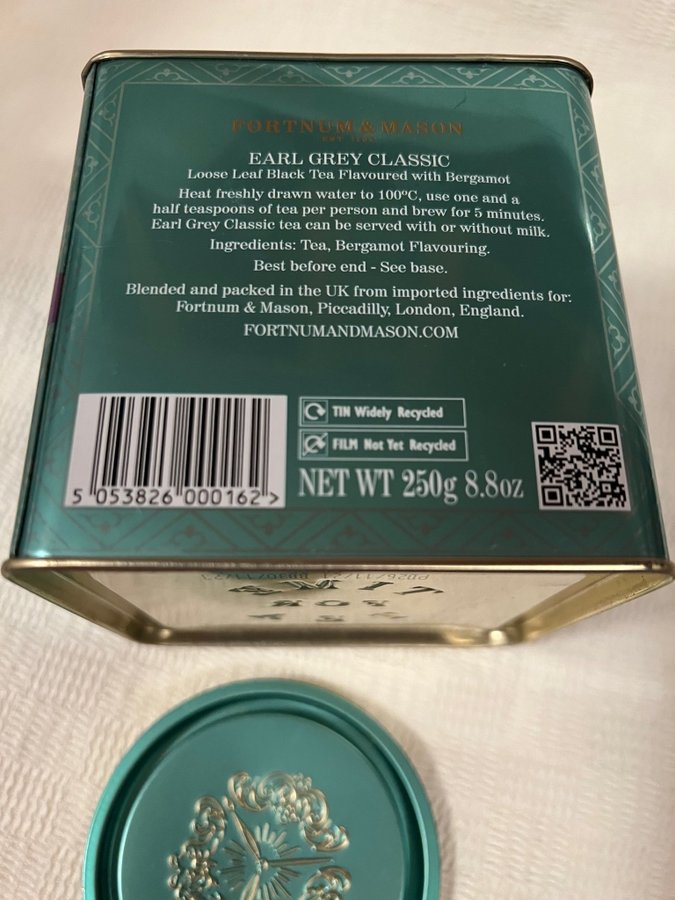 FORTNUM & MASON
EST 1707
EARL GREY CLASSIC
Loose Leaf Black Tea Flavoured with Bergamot
Heat freshly drawn water to 100ºC, use one and a
half teaspoons of tea per person and brew for 5 minutes.
Earl Grey Classic tea can be served with or without milk.
Ingredients: Tea, Bergamot Flavouring.
Best before end - See base.
Blended and packed in the UK from imported ingredients for:
Fortnum & Mason, Piccadilly, London, England.
FORTNUMANDMASON.COM
TIN Widely Recycled
FILM Not Yet Recycled
5 053826 000162 >
NET WT 250g 8.8oz